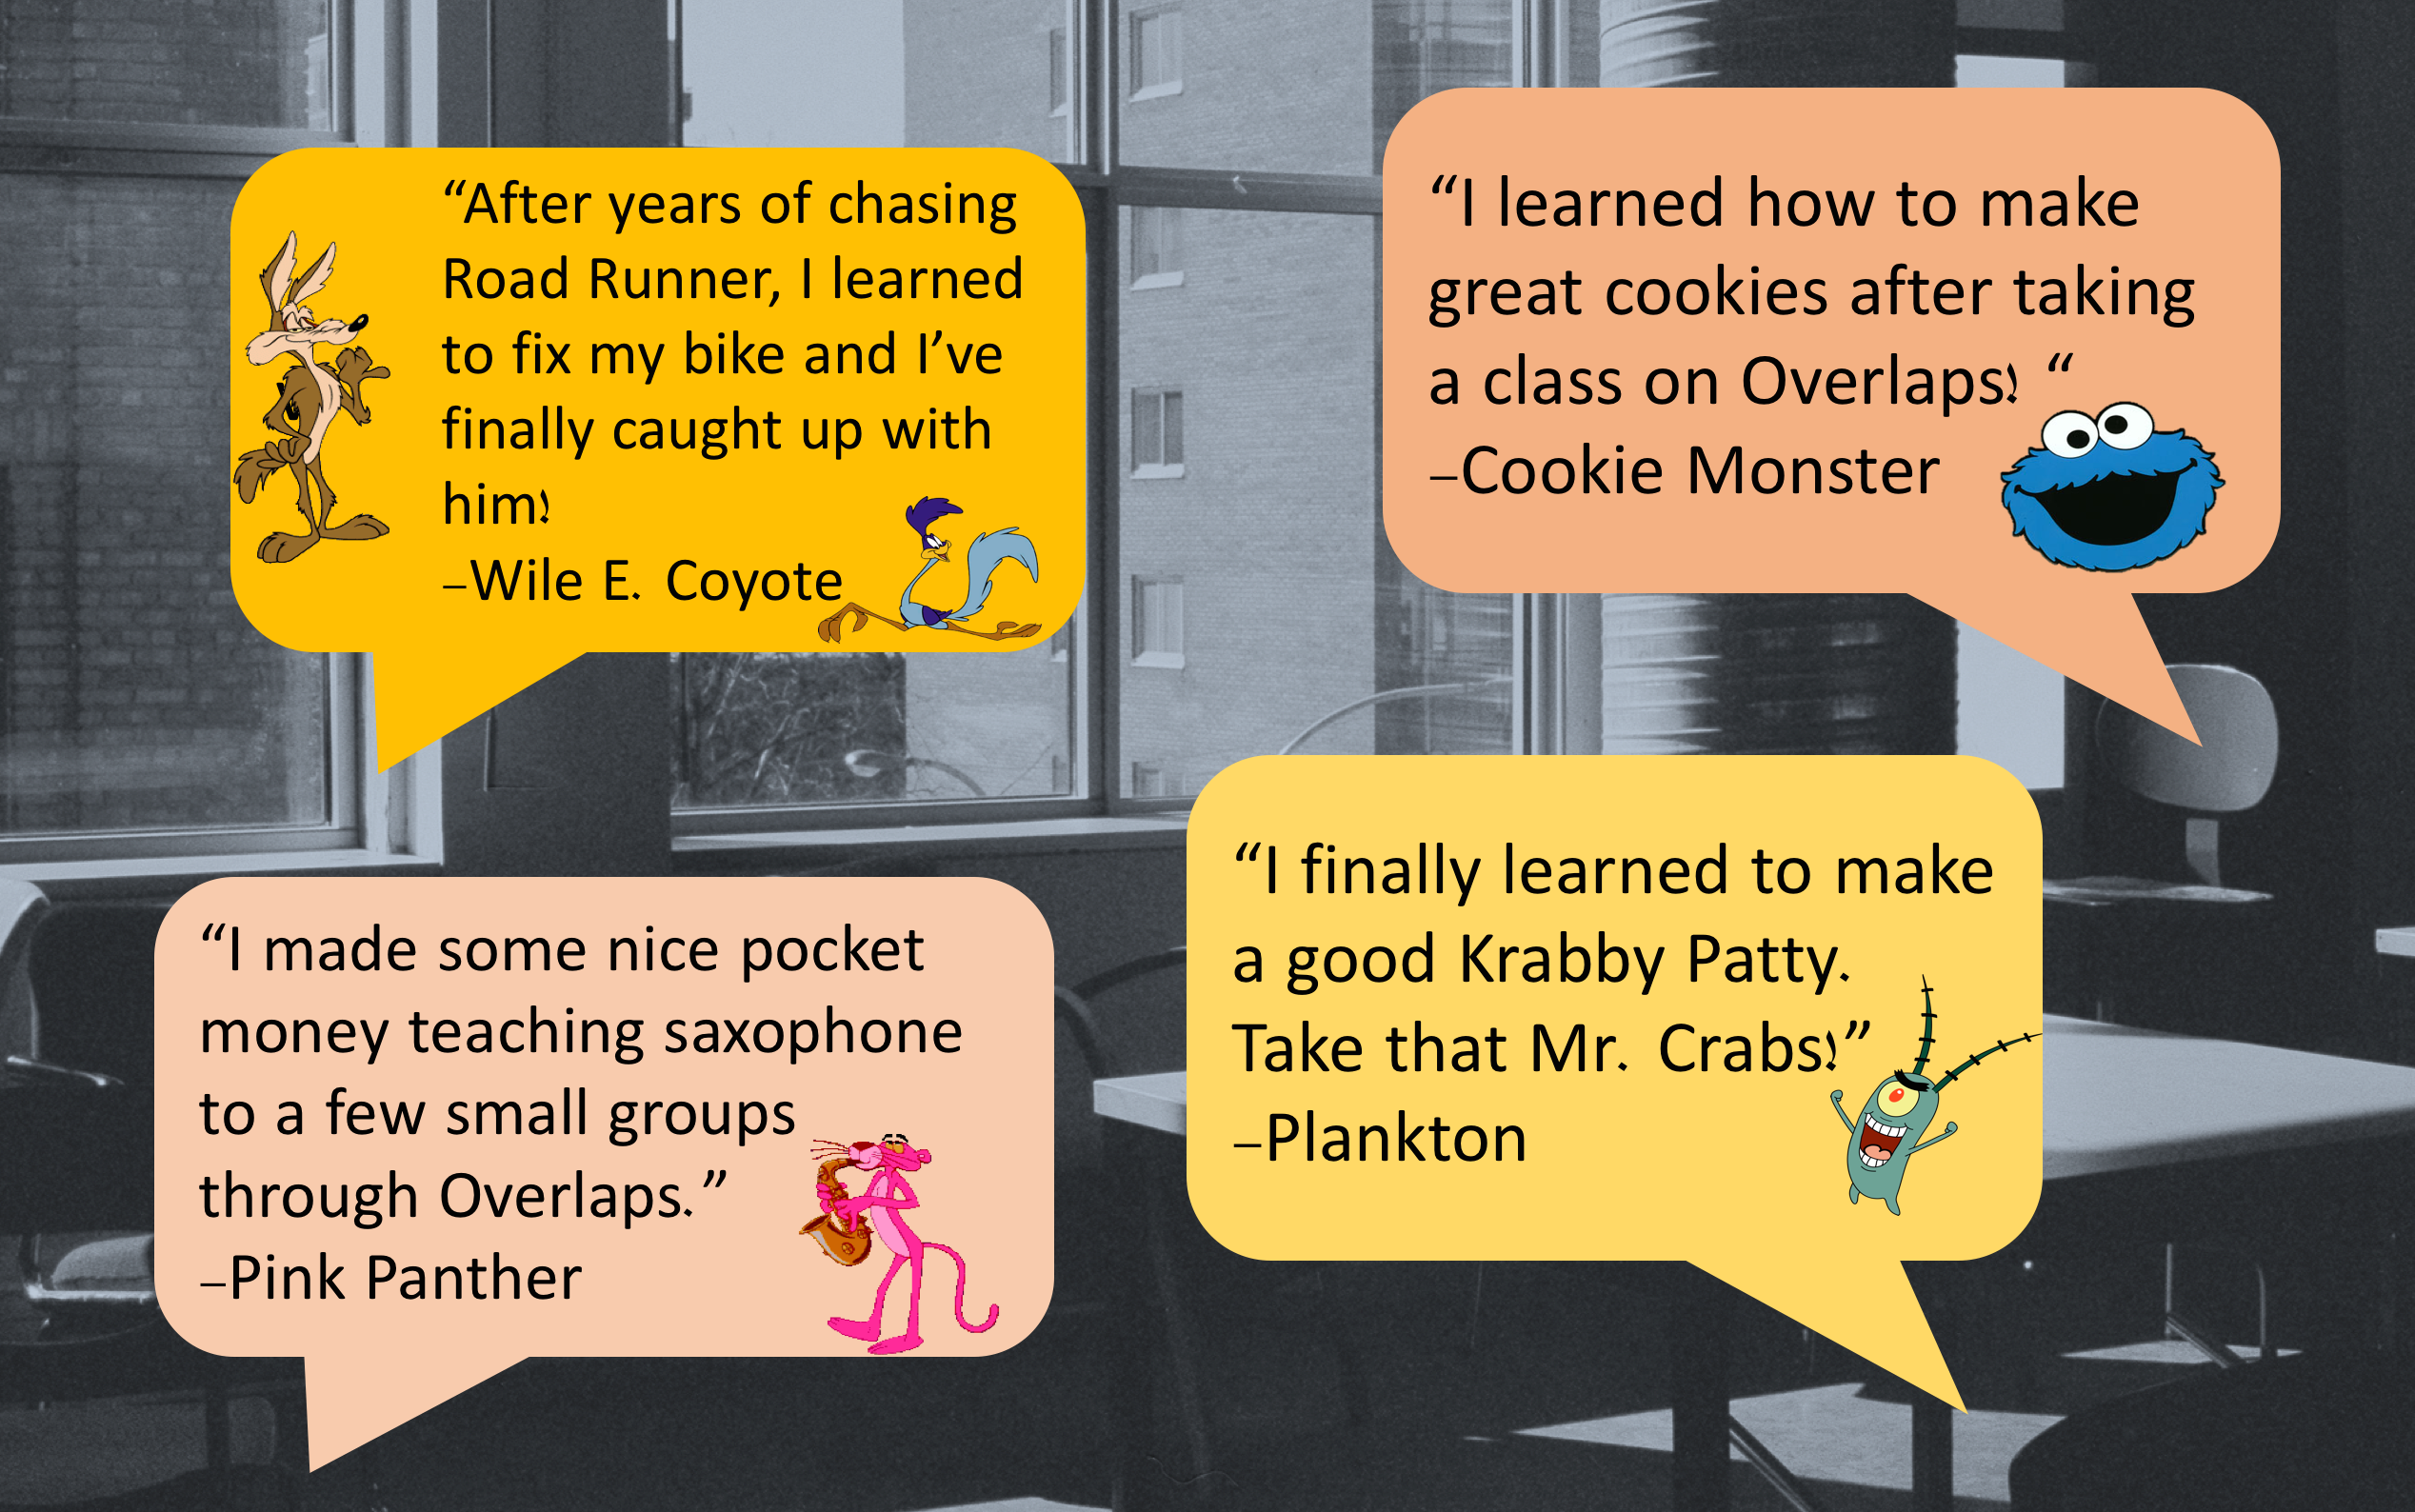 “After years of chasing
Road Runner, I learned
to fix my bike and I’ve
finally caught up with
him!
–Wile E. Coyote
“I learned how to make
great cookies after taking
a class on Overlaps! “
–Cookie Monster
“I made some nice pocket
money teaching saxophone
to a few small groups
through Overlaps.”
–Pink Panther
“I finally learned to make
a good Krabby Patty.
Take that Mr. Crabs!”
–Plankton